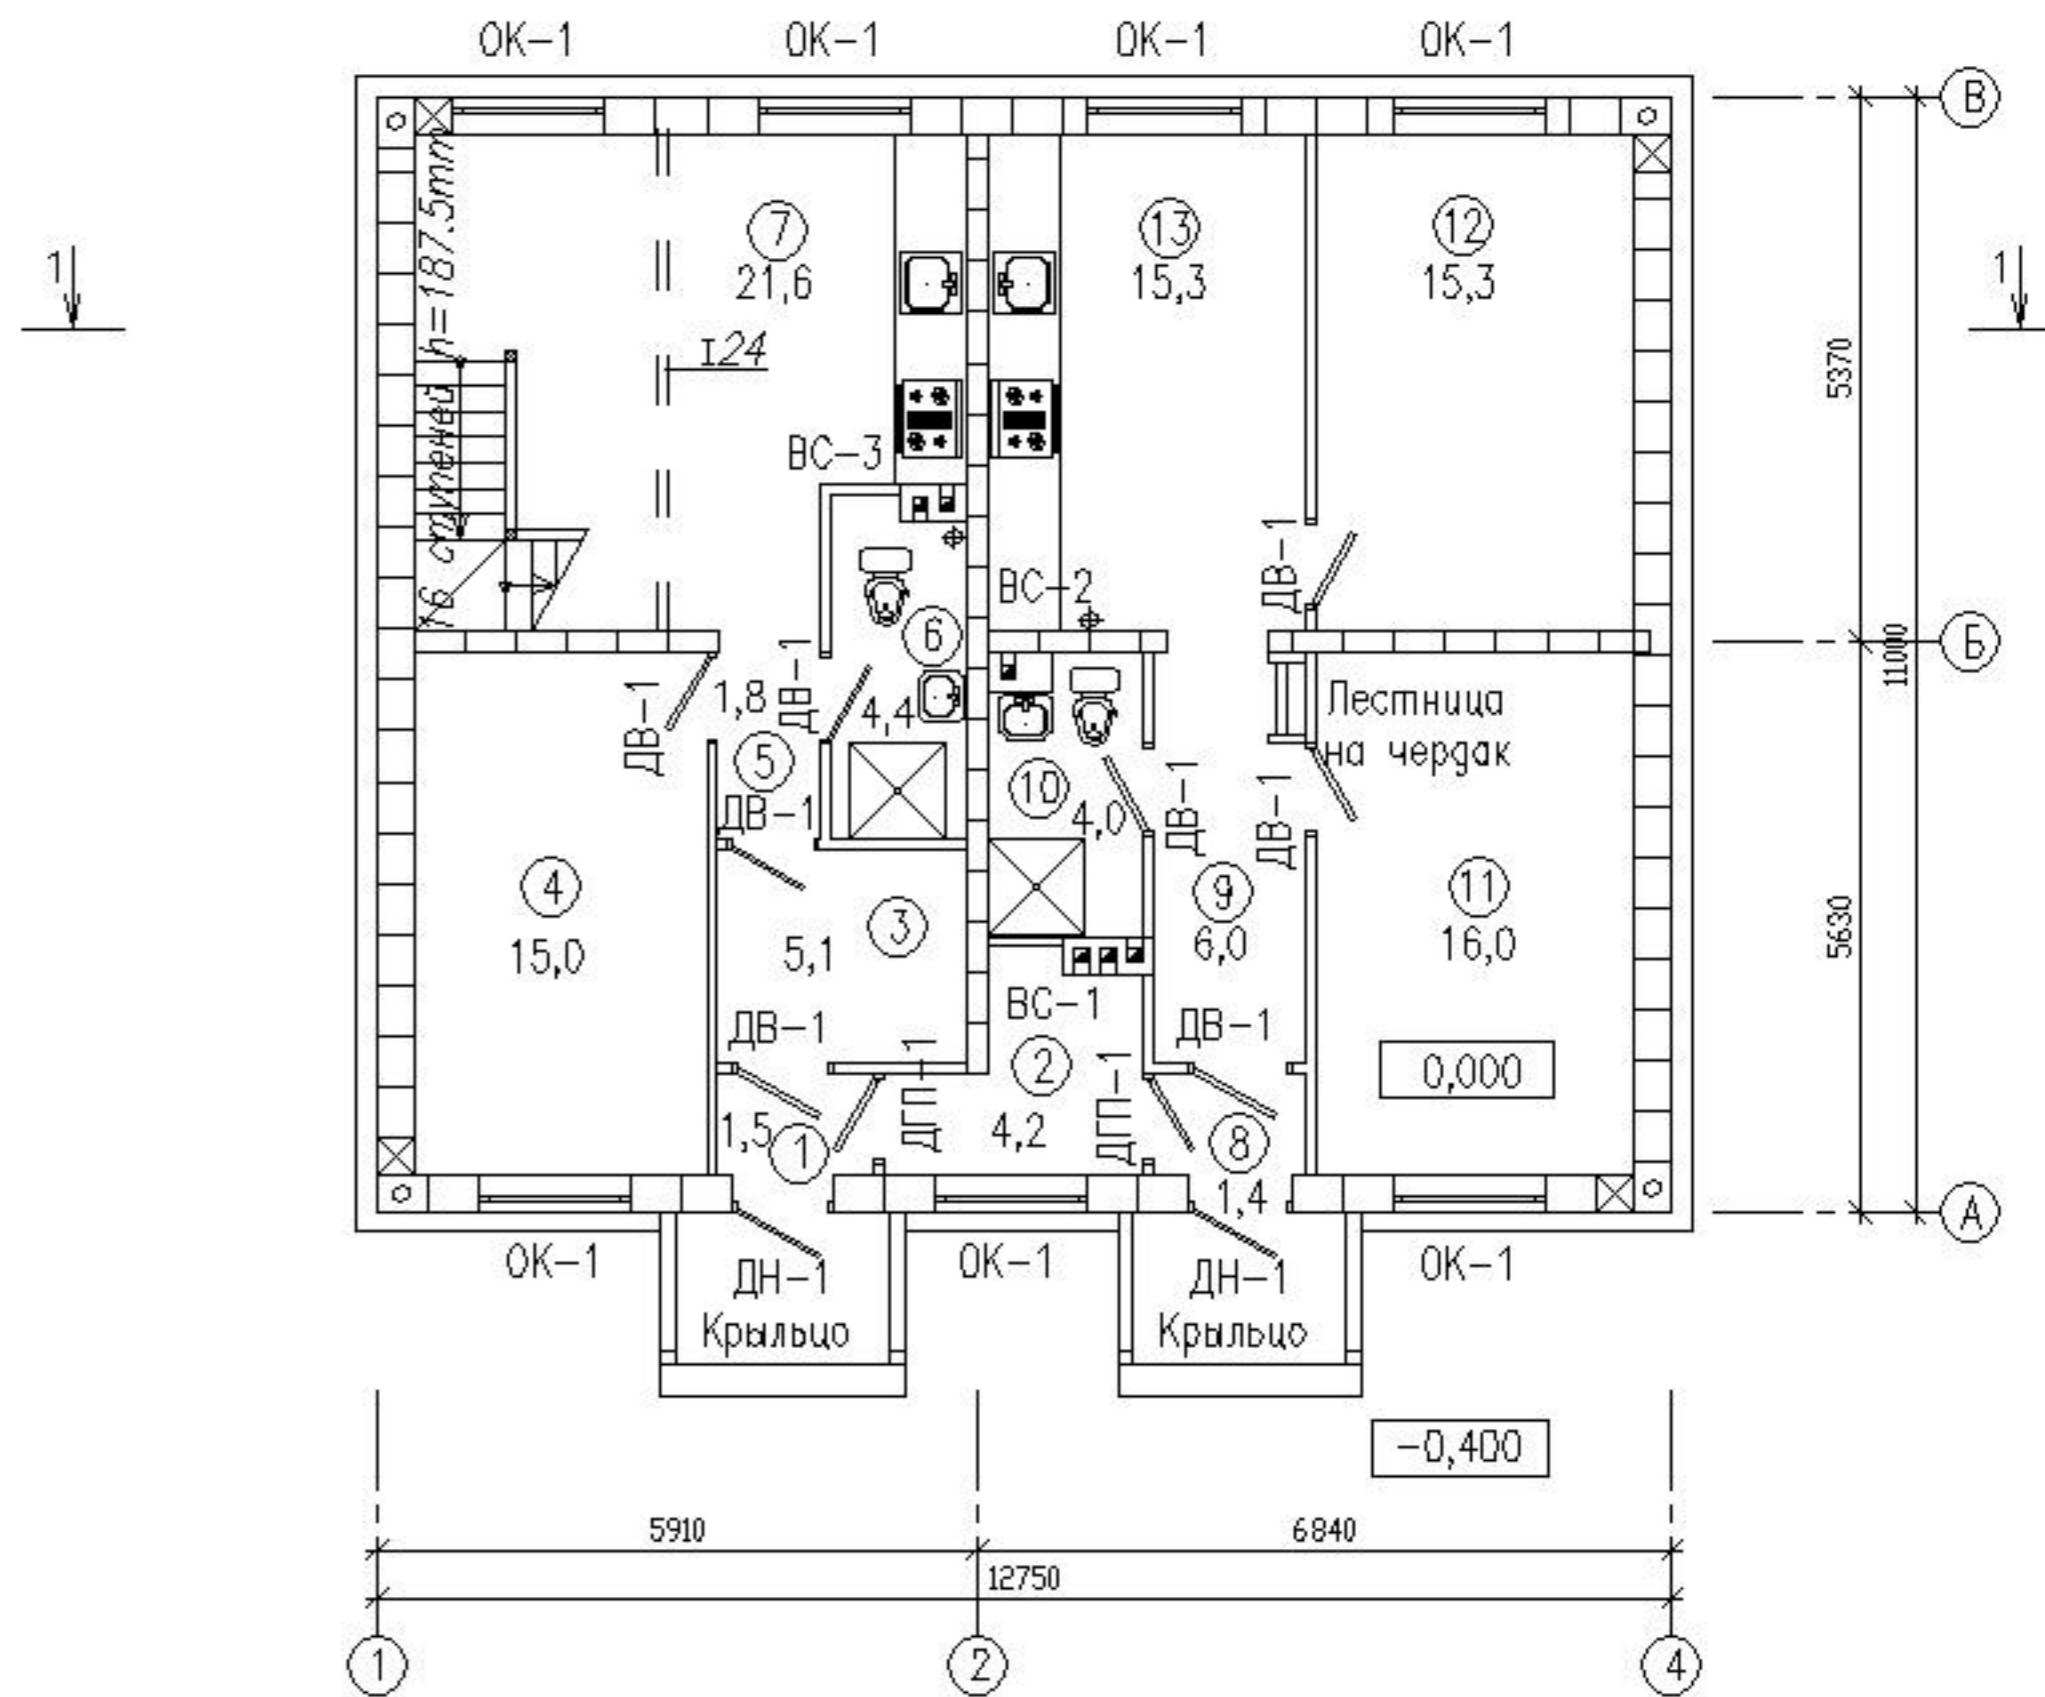 ОК-1 ОК-1 ОК-1 ОК-1
В
1
7
21,6
13
15,3
12
15,3
1
16 ступеней h=187.5mm
I24
5370
ВС-3
ДВ-1
ВС-2
6
Б
11000
ДВ-1
1,8
ДВ-1
4,4
Лестница
на чердак
5
10
ДВ-1
ДВ-1
4,0
ДВ-1
4
15,0
3
5,1
9
6,0
11
16,0
5630
ВС-1
ДВ-1
ДВ-1
2
4,2
ДГП-1
ДГП-1
0,000
1,5
1
8
1,4
А
ОК-1 ОК-1 ОК-1
ДН-1
Крыльцо
ДН-1
Крыльцо
-0,400
5910 6840
12750
1 2 4